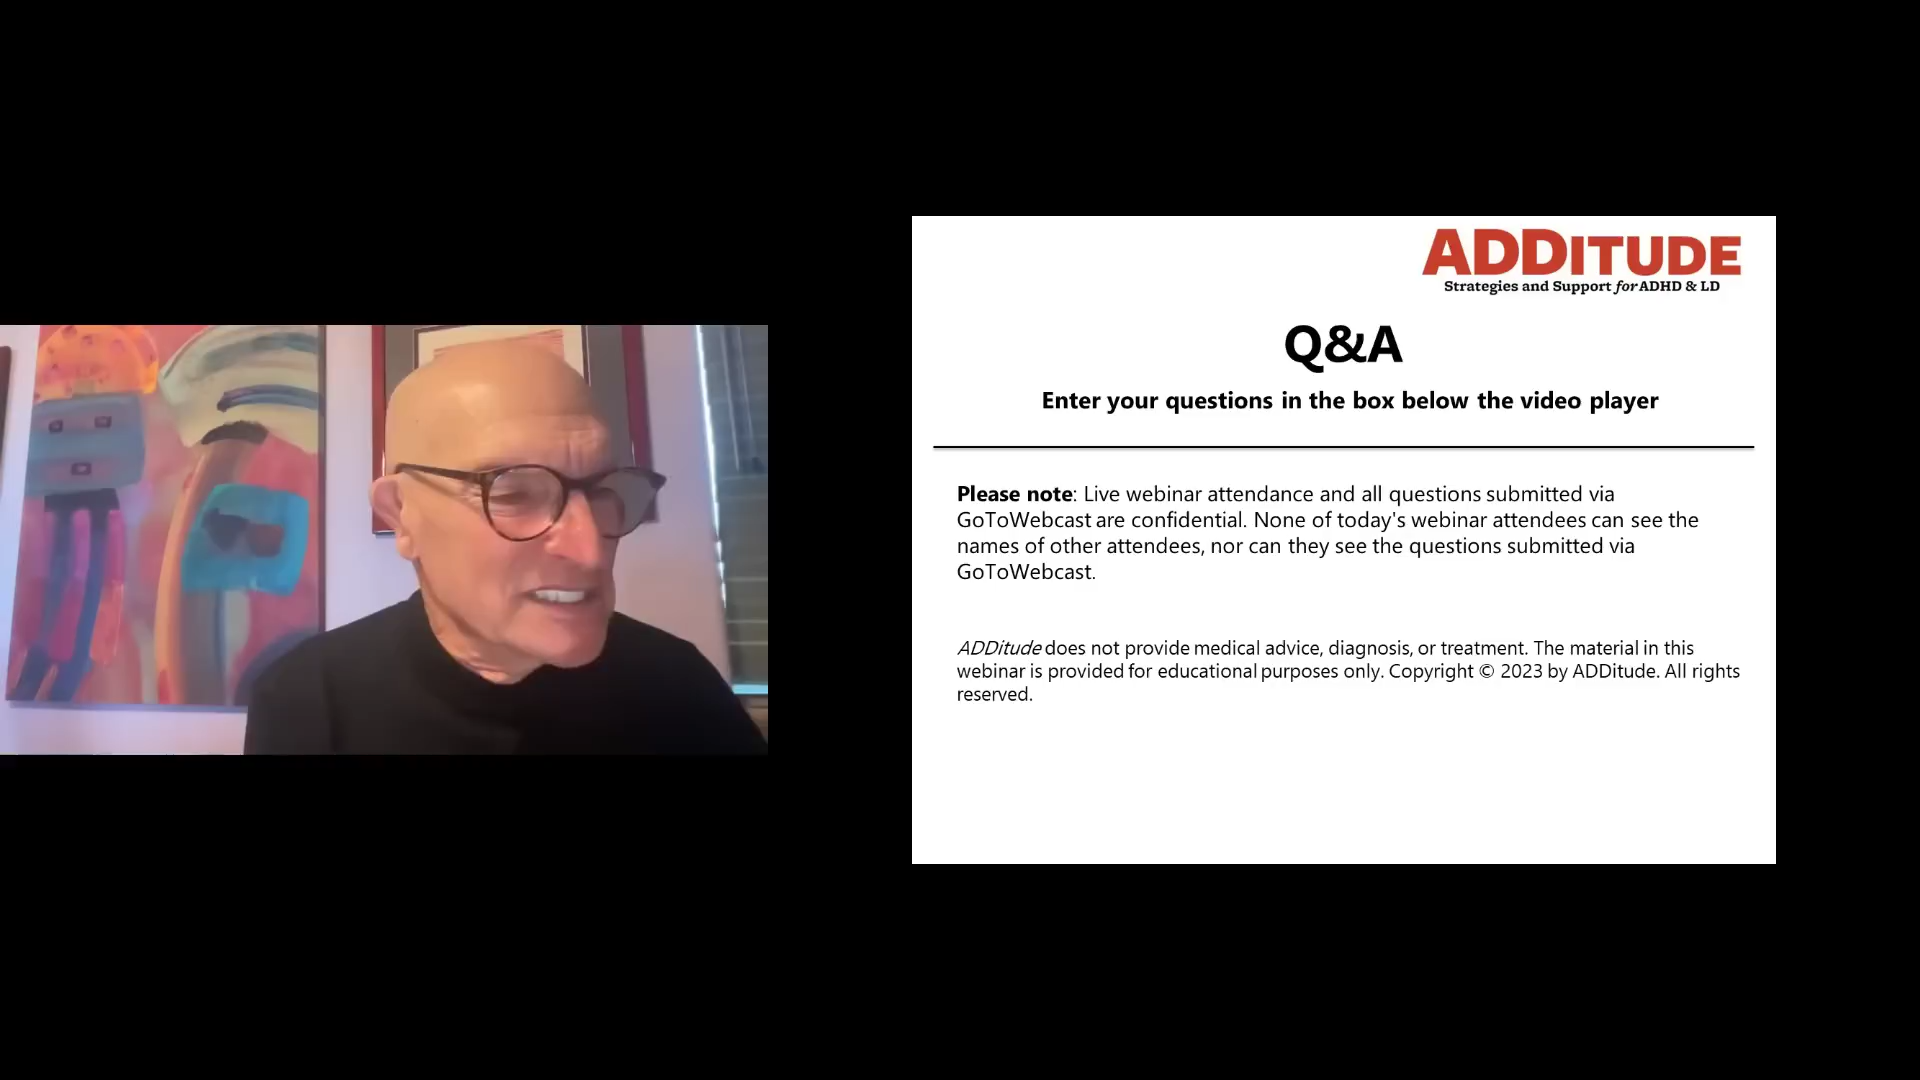 ADDITUDE
Strategies and Support for ADHD & LD
Q&A
Enter your questions in the box below the video player
Please note: Live webinar attendance and all questions submitted via
GoToWebcast are confidential. None of today's webinar attendees can see the
names of other attendees, nor can they see the questions submitted via
GoToWebcast.
ADDitude does not provide medical advice, diagnosis, or treatment. The material in this
webinar is provided for educational purposes only. Copyright © 2023 by ADDitude. All rights
reserved.